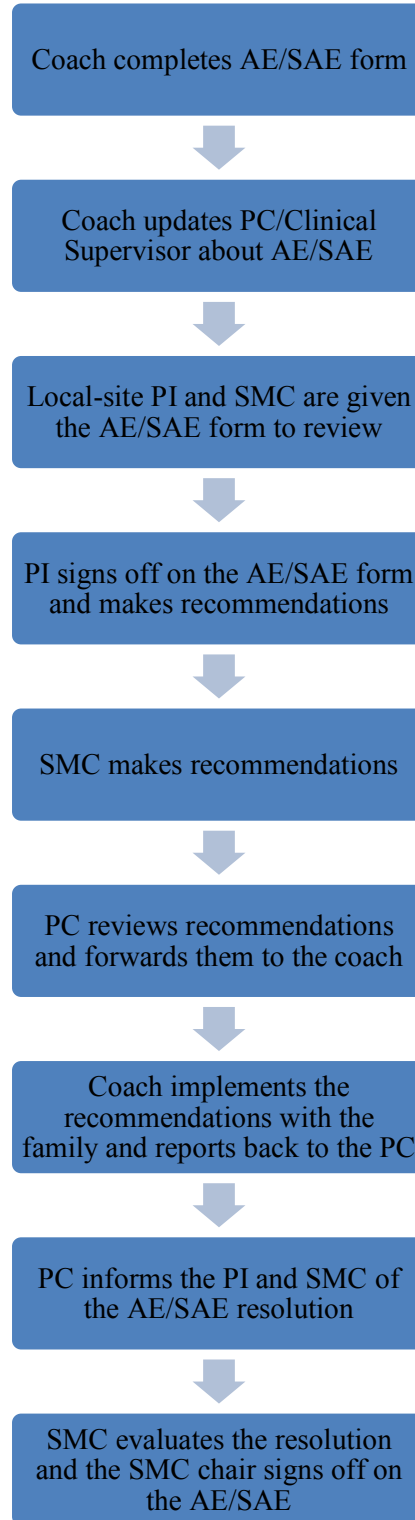 Coach completes AE/SAE form
Coach updates PC/Clinical
Supervisor about AE/SAE
Local-site PI and SMC are given
the AE/SAE form to review
PI signs off on the AE/SAE form
and makes recommendations
SMC makes recommendations
PC reviews recommendations
and forwards them to the coach
Coach implements the
recommendations with the
family and reports back to the PC
PC informs the PI and SMC of
the AE/SAE resolution
SMC evaluates the resolution
and the SMC chair signs off on
the AE/SAE